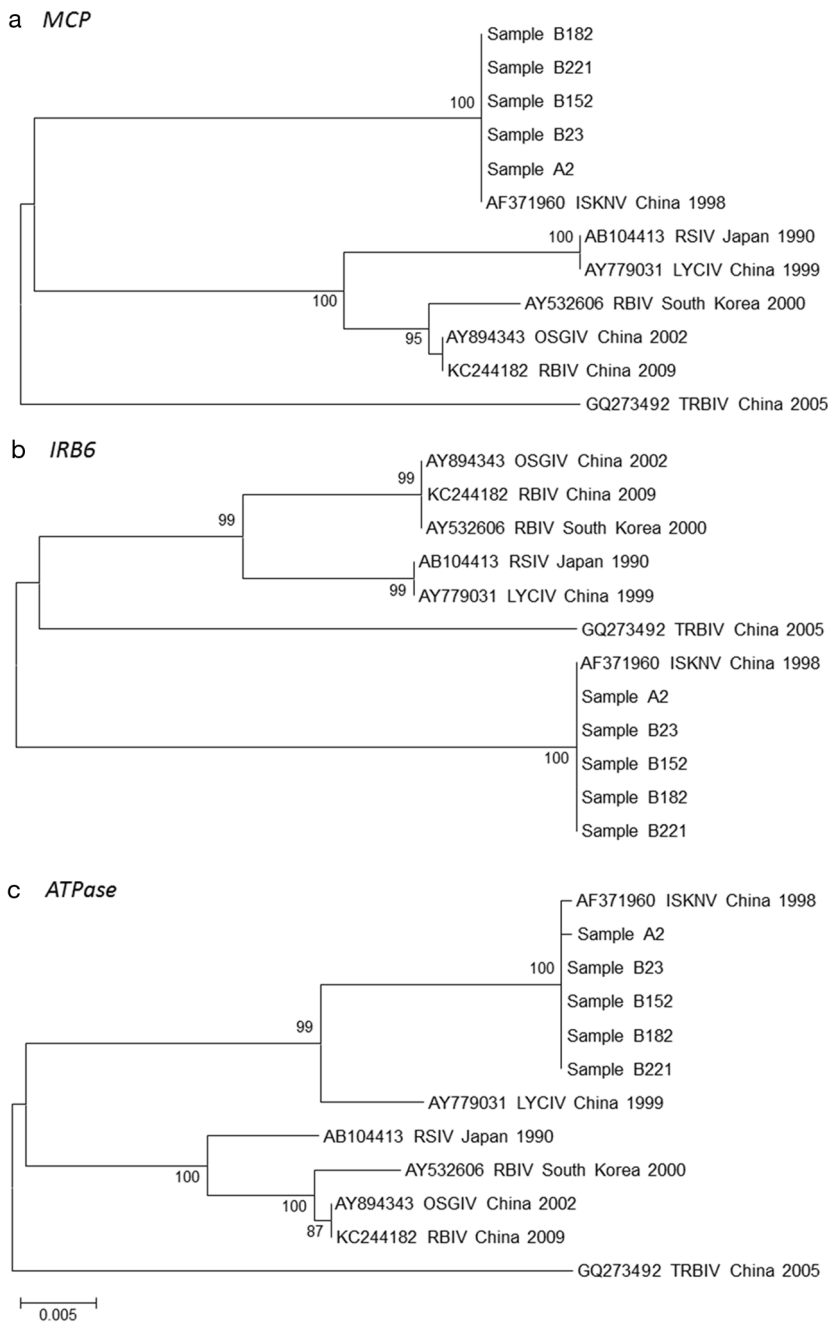 a MCP
Sample B182
Sample B221
100
Sample B152
Sample B23
Sample A2
AF371960 ISKNV China 1998
100
AB104413 RSIV Japan 1990
AY779031 LYCIV China 1999
100
AY532606 RBIV South Korea 2000
95
AY894343 OSGIV China 2002
KC244182 RBIV China 2009
GQ273492 TRBIV China 2005
b IRB6
AY894343 OSGIV China 2002
99
KC244182 RBIV China 2009
99
AY532606 RBIV South Korea 2000
AB104413 RSIV Japan 1990
99
AY779031 LYCIV China 1999
GQ273492 TRBIV China 2005
AF371960 ISKNV China 1998
Sample A2
Sample B23
100
Sample B152
Sample B182
Sample B221
c ATPase
AF371960 ISKNV China 1998
Sample A2
100
Sample B23
Sample B152
99
Sample B182
Sample B221
AY779031 LYCIV China 1999
AB104413 RSIV Japan 1990
100
AY532606 RBIV South Korea 2000
100
AY894343 OSGIV China 2002
87
KC244182 RBIV China 2009
GQ273492 TRBIV China 2005
0.005